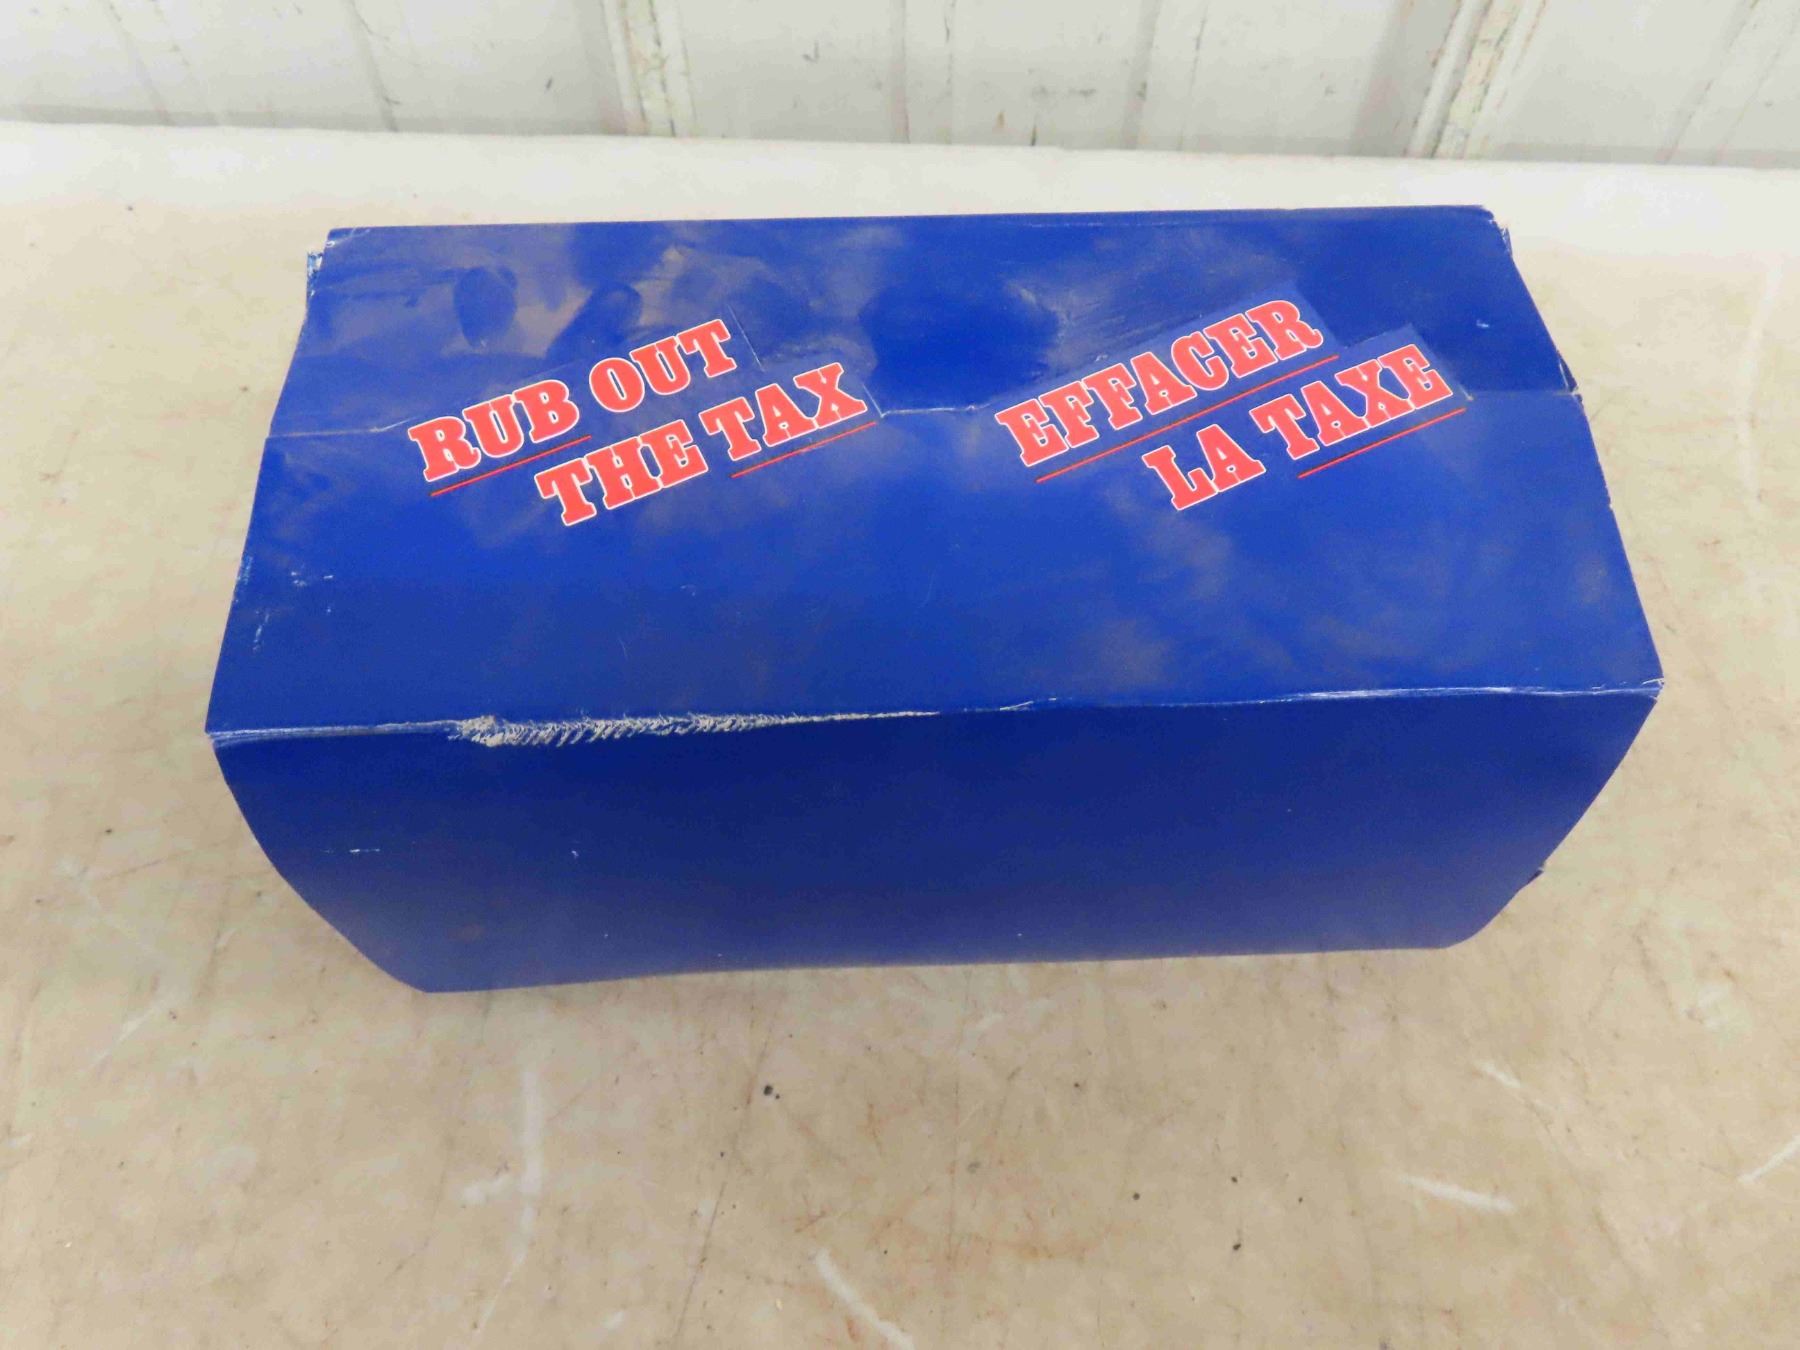 RUB OUT
THE TAX
EFFACER
LA TAXE